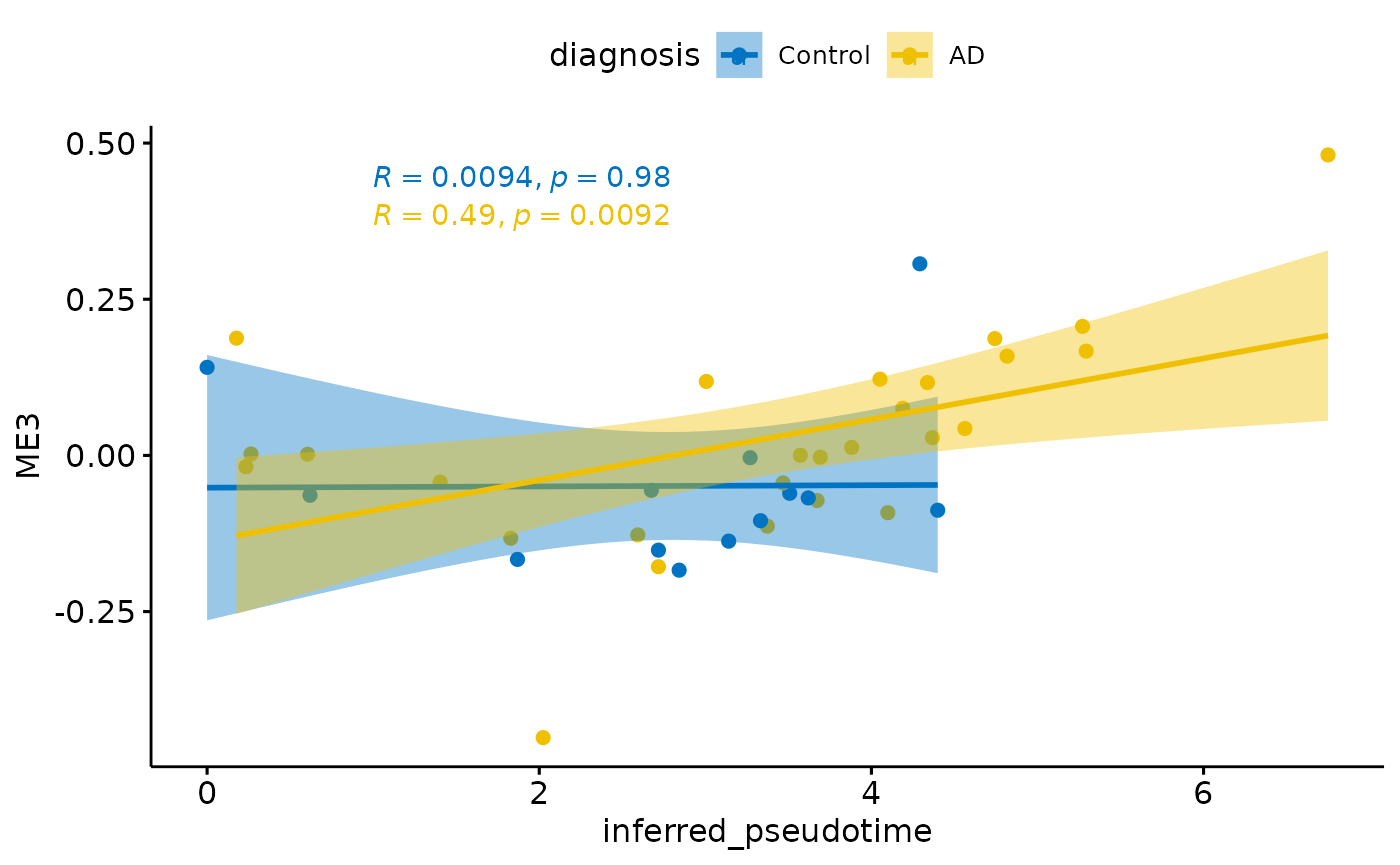 diagnosis Control AD
0.50
R = 0.0094, p = 0.98
R = 0.49, p = 0.0092
0.25
0.00
ME3
-0.25
0 2 4 6
inferred_pseudotime